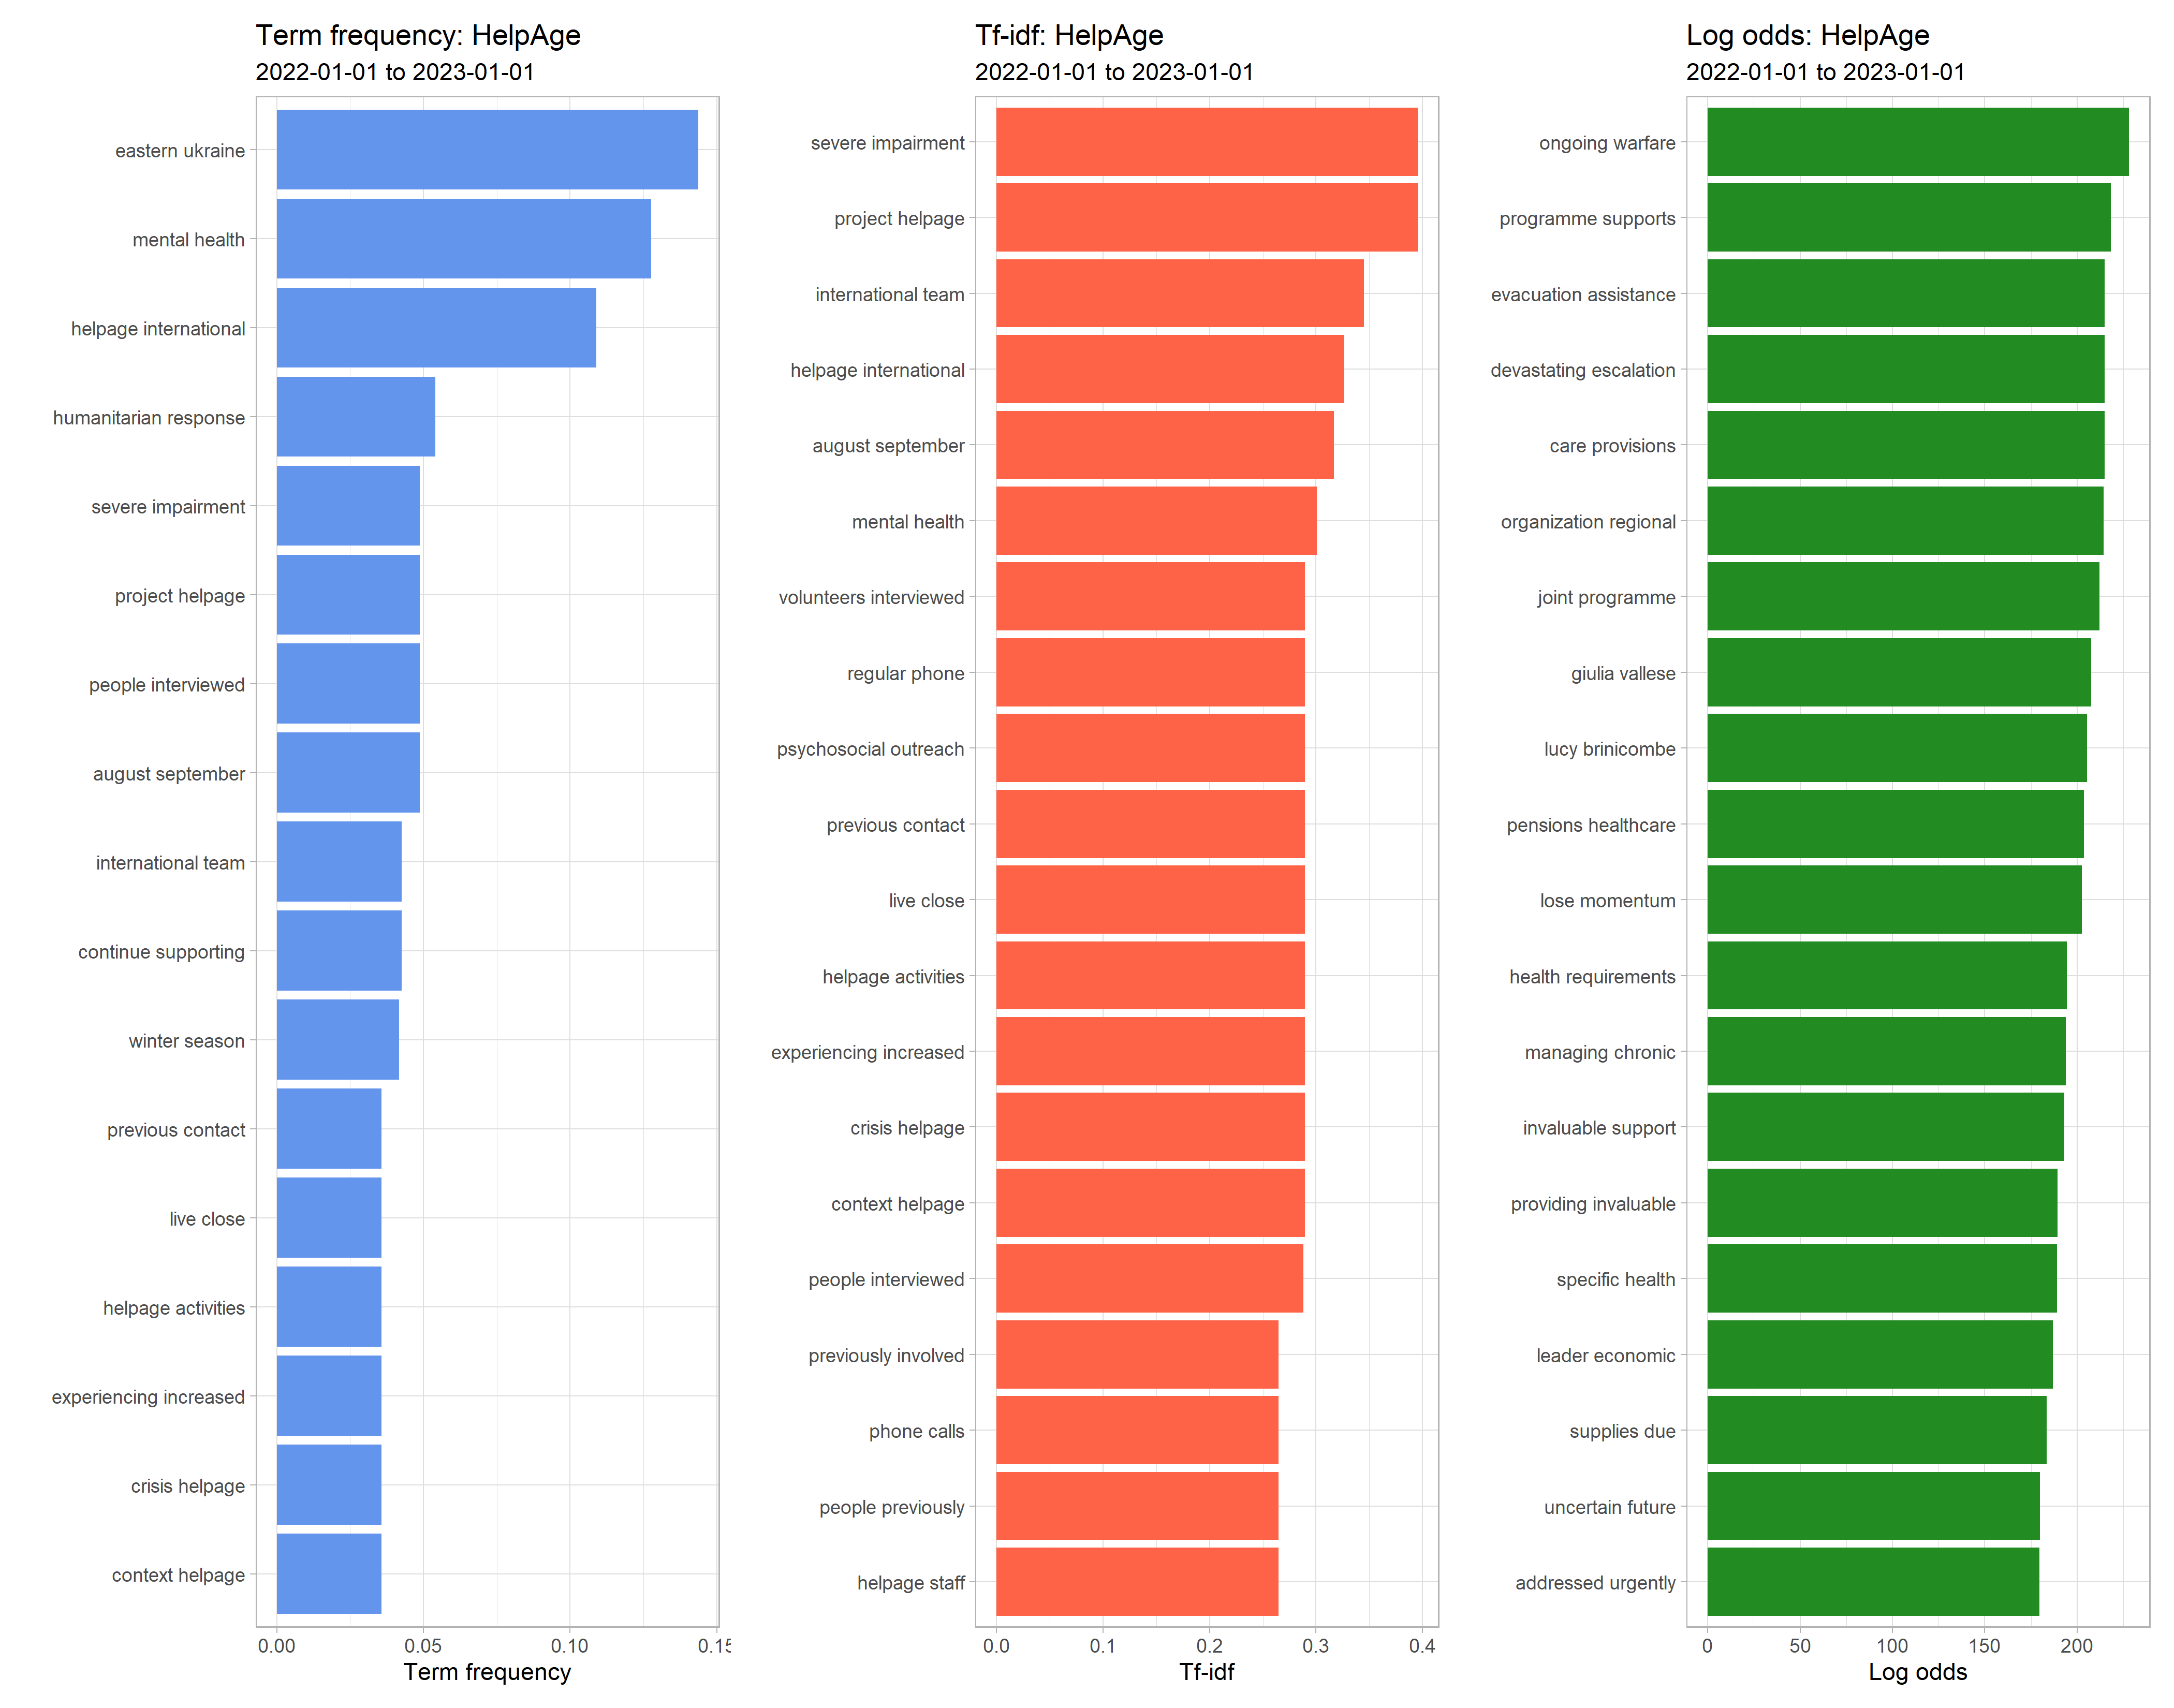 Term frequency: HelpAge
2022-01-01 to 2023-01-01
eastern ukraine
mental health
helpage international
humanitarian response
severe impairment
project helpage
people interviewed
august september
international team
continue supporting
winter season
previous contact
live close
helpage activities
experiencing increased
crisis helpage
context helpage
0.00 0.05 0.10 0.15
Term frequency
Tf-idf: HelpAge
2022-01-01 to 2023-01-01
severe impairment
project helpage
international team
helpage international
august september
mental health
volunteers interviewed
regular phone
psychosocial outreach
previous contact
live close
helpage activities
experiencing increased
crisis helpage
context helpage
people interviewed
previously involved
phone calls
people previously
helpage staff
0.0 0.1 0.2 0.3 0.4
Tf-idf
Log odds: HelpAge
2022-01-01 to 2023-01-01
ongoing warfare
programme supports
evacuation assistance
devastating escalation
care provisions
organization regional
joint programme
giulia vallese
lucy brinicombe
pensions healthcare
lose momentum
health requirements
managing chronic
invaluable support
providing invaluable
specific health
leader economic
supplies due
uncertain future
addressed urgently
0 50 100 150 200
Log odds